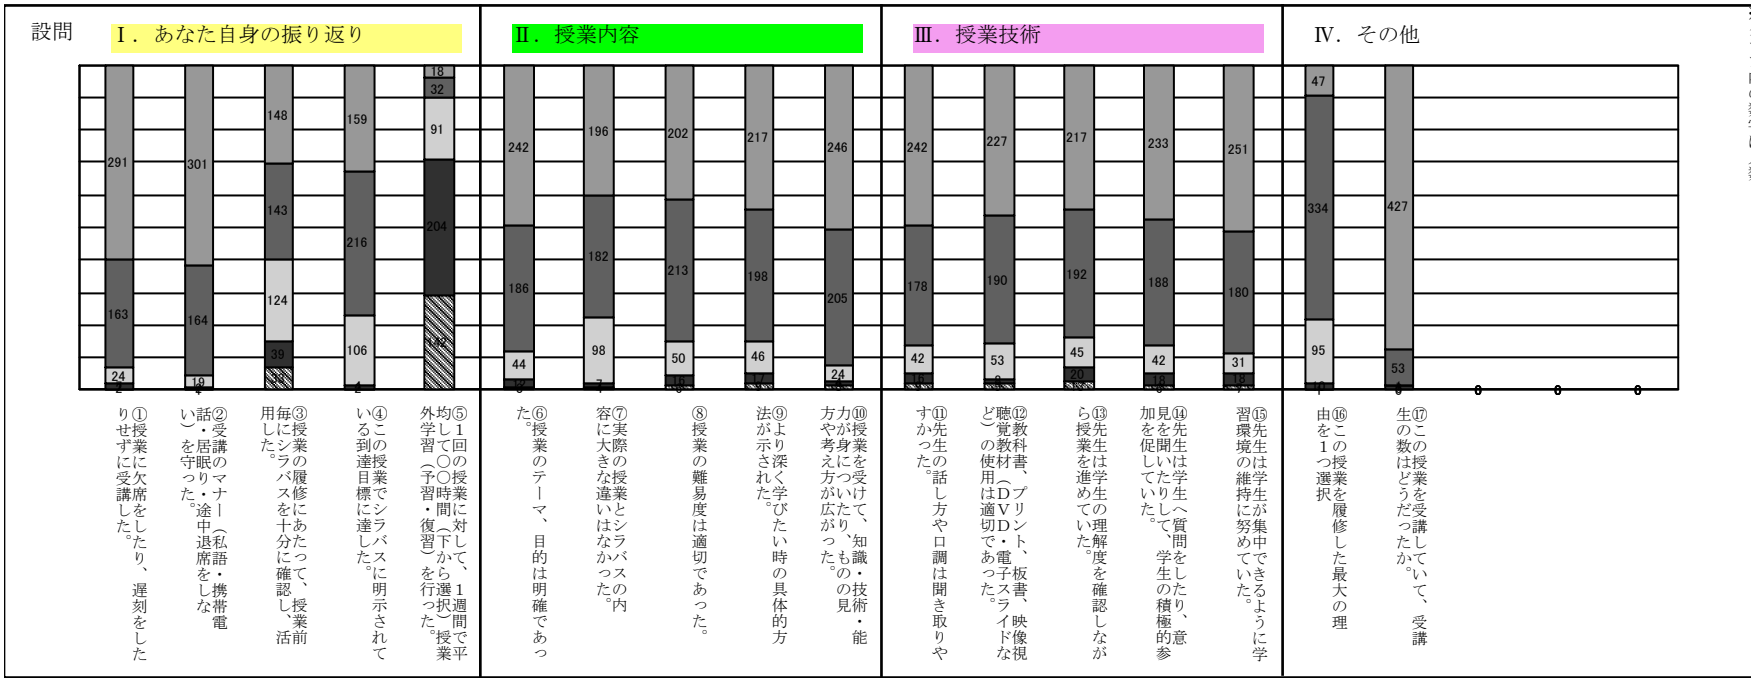 設問
Ⅰ．あなた自身の振り返り
Ⅱ．授業内容
Ⅲ．授業技術
Ⅳ．その他
291
163
24
2
301
164
19
148
143
124
39
33
159
216
106
18
32
91
204
142
242
186
44
12
196
182
98
7
202
213
50
16
217
198
46
17
246
205
24
242
178
42
16
227
190
53
217
192
45
20
233
188
42
18
251
180
31
18
47
334
95
10
427
53
0
0
0
①授業に欠席をしたり、遅刻をした
りせずに受講した。
②受講のマナー（私語・携帯電
話・居眠り・途中退席をしな
い）を守った。
③授業の履修にあたって、授業前
毎にシラバスを十分に確認し、活
用した。
④この授業でシラバスに明示されて
いる到達目標に達した。
⑤１回の授業に対して、１週間で平
均して〇〇時間（下から選択）授業
外学習（予習・復習）を行った。
⑥授業のテーマ、目的は明確であっ
た。
⑦実際の授業とシラバスの内
容に大きな違いはなかった。
⑧授業の難易度は適切であった。
⑨より深く学びたい時の具体的方
法が示された。
⑩授業を受けて、知識・技術・能
力が身についたり、ものの見
方や考え方が広がった。
⑪先生の話し方や口調は聞き取りや
すかった。
⑫教科書、プリント、板書、映像視
聴覚教材（ＤＶＤ・電子スライドな
ど）の使用は適切であった。
⑬先生は学生の理解度を確認しなが
ら授業を進めていた。
⑭先生は学生へ質問をしたり、意
見を聞いたりして、学生の積極的参
加を促していた。
⑮先生は学生が集中できるように学
習環境の維持に努めていた。
⑯この授業を履修した最大の理
由を１つ選択
⑰この授業を受講していて、受講
生の数はどうだったか。